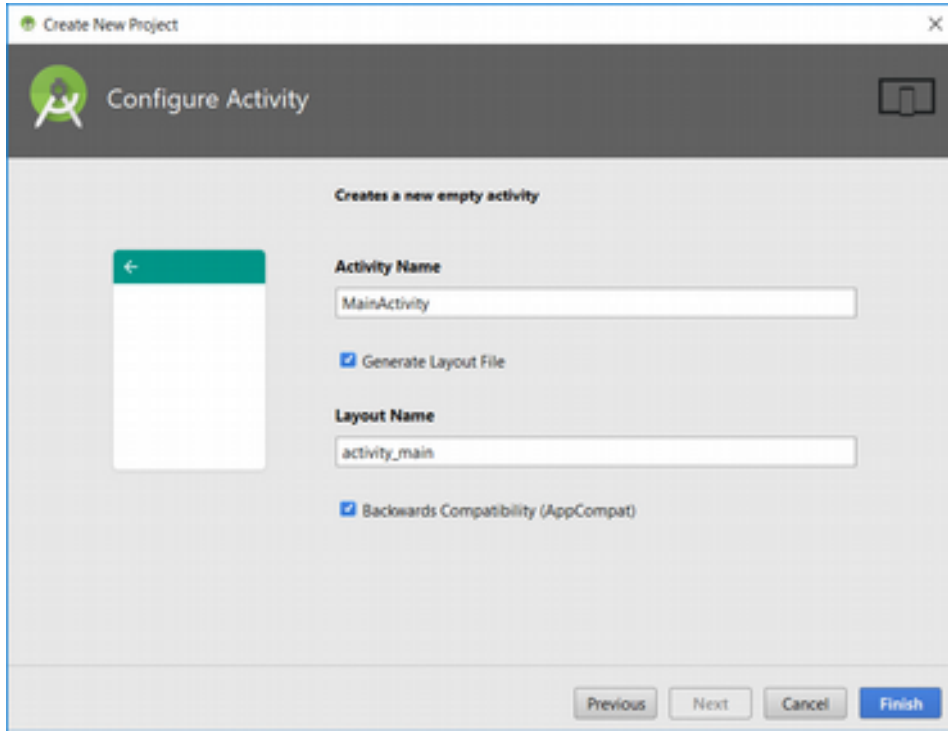 Create New Project
Configure Activity
Creates a new empty activity
Activity Name
MainActivity
Generate Layout File
Layout Name
activity_main
Backwards Compatibility (AppCompat)
Previous Next Cancel Finish